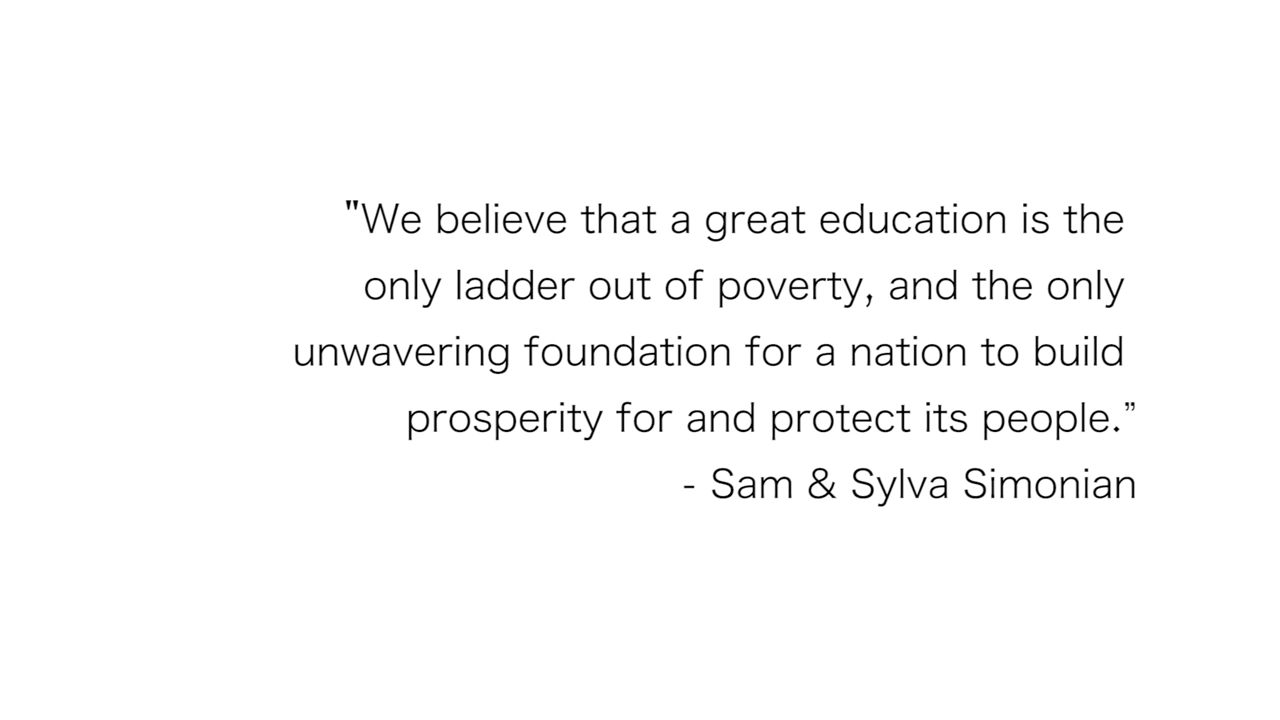 "We believe that a great education is the
only ladder out of poverty, and the only
unwavering foundation for a nation to build
prosperity for and protect its people.”
- Sam & Sylva Simonian